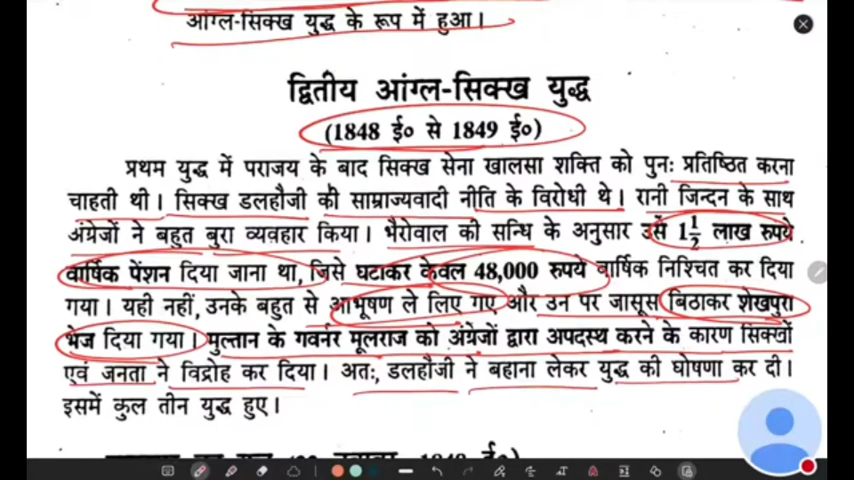 आंग्ल-सिक्ख युद्ध के रूप में हुआ।
द्वितीय आंग्ल-सिक्ख युद्ध
(1848 ई० से 1849 ई०)
प्रथम युद्ध में पराजय के बाद सिक्ख सेना खालसा शक्ति को पुनः प्रतिष्ठित करना
चाहती थी। सिक्ख डलहौजी की साम्राज्यवादी नीति के विरोधी थे। रानी जिन्दन के साथ
अंग्रेजों ने बहुत बुरा व्यवहार किया। भैरोवाल की सन्धि के अनुसार उसे 1 1/2 लाख रुपये
वार्षिक पेंशन दिया जाना था, जिसे घटाकर केवल 48,000 रुपये वार्षिक निश्चित कर दिया
गया। यही नहीं, उनके बहुत से आभूषण ले लिए गए और उन पर जासूस बिठाकर शेखपुरा
भेज दिया गया। मुल्तान के गवर्नर मूलराज को अंग्रेजों द्वारा अपदस्थ करने के कारण सिक्खों
एवं जनता ने विद्रोह कर दिया। अतः, डलहौजी ने बहाना लेकर युद्ध की घोषणा कर दी।
इसमें कुल तीन युद्ध हुए।